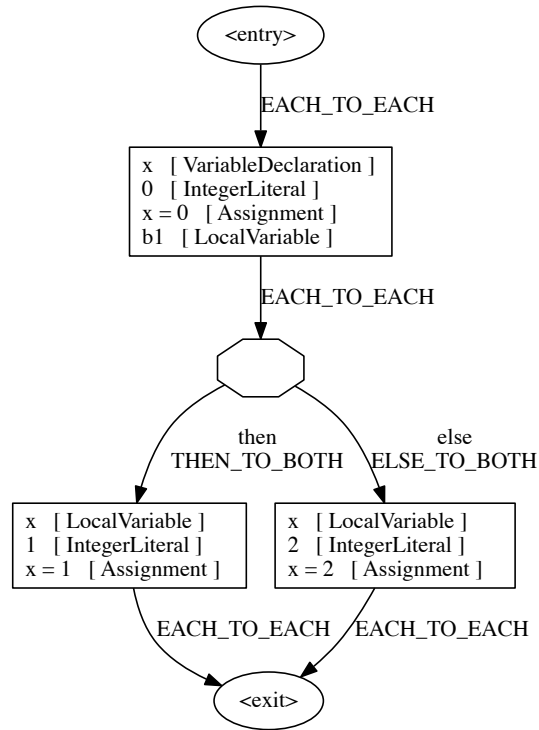 <entry>
EACH_TO_EACH
x [ VariableDeclaration ]
0 [ IntegerLiteral ]
x = 0 [ Assignment ]
b1 [ LocalVariable ]
EACH_TO_EACH
then
THEN_TO_BOTH
else
ELSE_TO_BOTH
x [ LocalVariable ]
1 [ IntegerLiteral ]
x = 1 [ Assignment ]
x [ LocalVariable ]
2 [ IntegerLiteral ]
x = 2 [ Assignment ]
EACH_TO_EACH
EACH_TO_EACH
<exit>